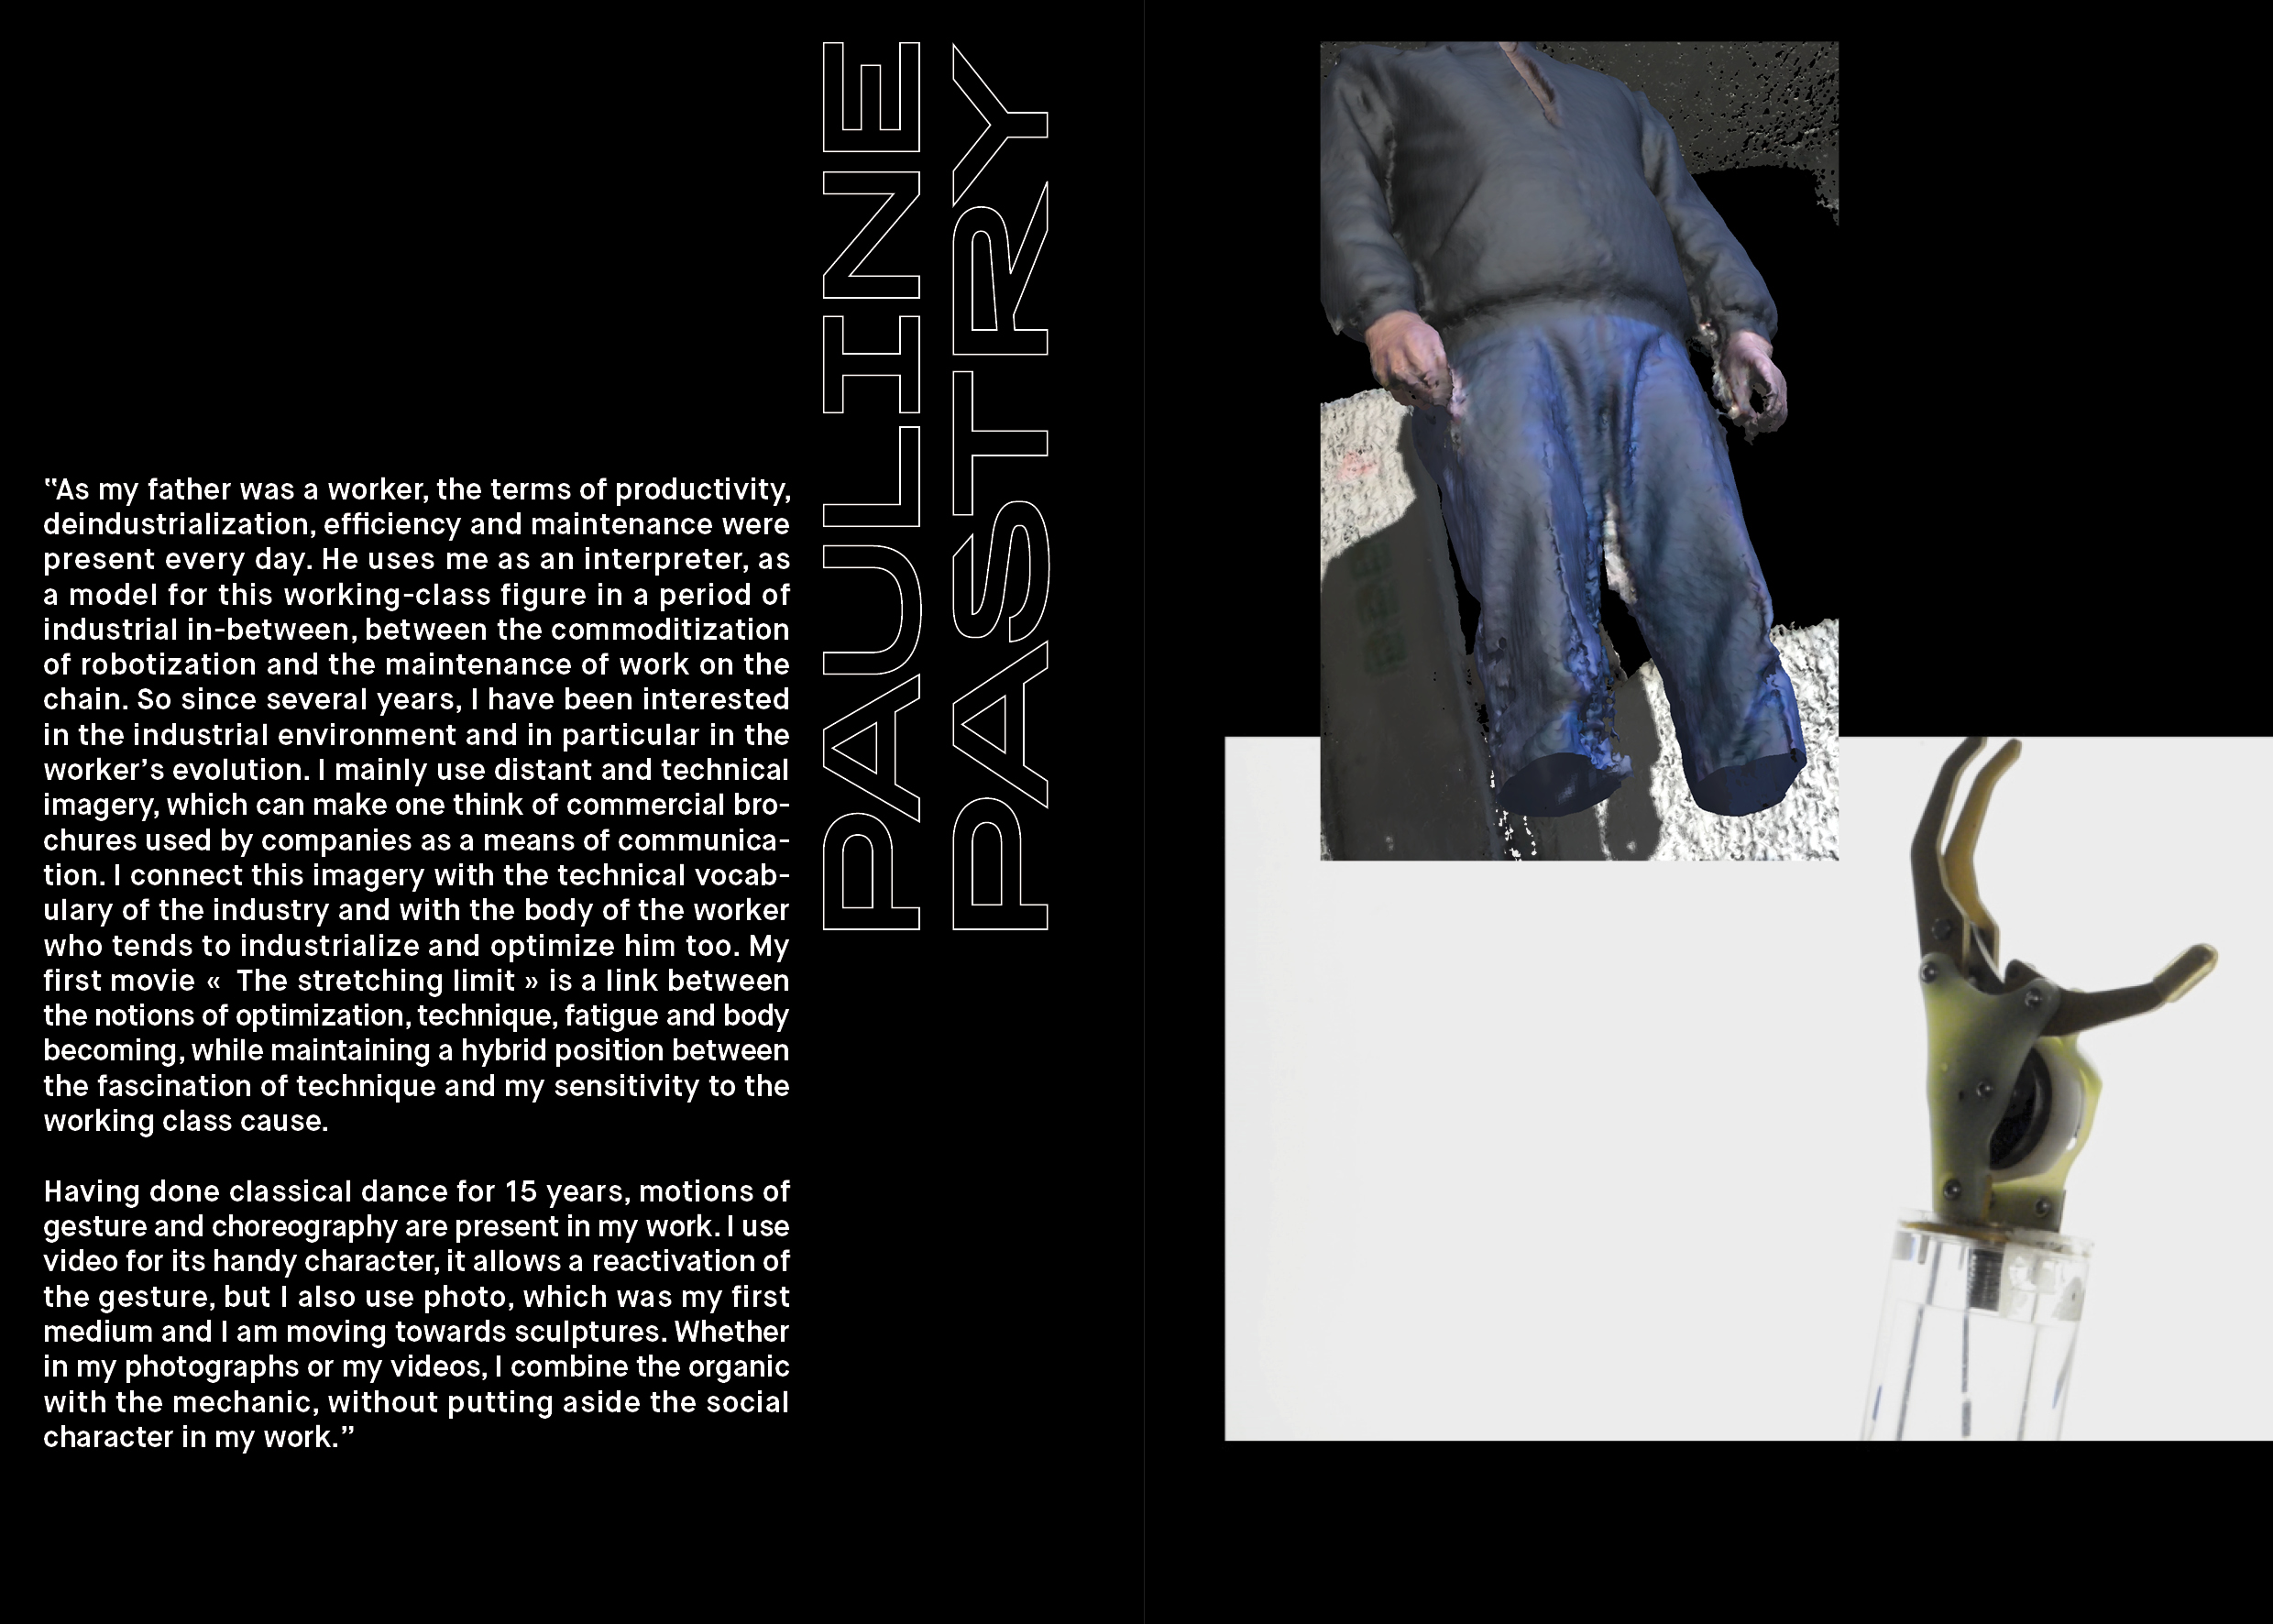 PAULINE
PASTRY
“As my father was a worker, the terms of productivity,
deindustrialization, efficiency and maintenance were
present every day. He uses me as an interpreter, as
a model for this working-class figure in a period of
industrial in-between, between the commoditization
of robotization and the maintenance of work on the
chain. So since several years, I have been interested
in the industrial environment and in particular in the
worker’s evolution. I mainly use distant and technical
imagery, which can make one think of commercial bro-
chures used by companies as a means of communica-
tion. I connect this imagery with the technical vocab-
ulary of the industry and with the body of the worker
who tends to industrialize and optimize him too. My
first movie «  The stretching limit » is a link between
the notions of optimization, technique, fatigue and body
becoming, while maintaining a hybrid position between
the fascination of technique and my sensitivity to the
working class cause.
Having done classical dance for 15 years, motions of
gesture and choreography are present in my work. I use
video for its handy character, it allows a reactivation of
the gesture, but I also use photo, which was my first
medium and I am moving towards sculptures. Whether
in my photographs or my videos, I combine the organic
with the mechanic, without putting aside the social
character in my work.”